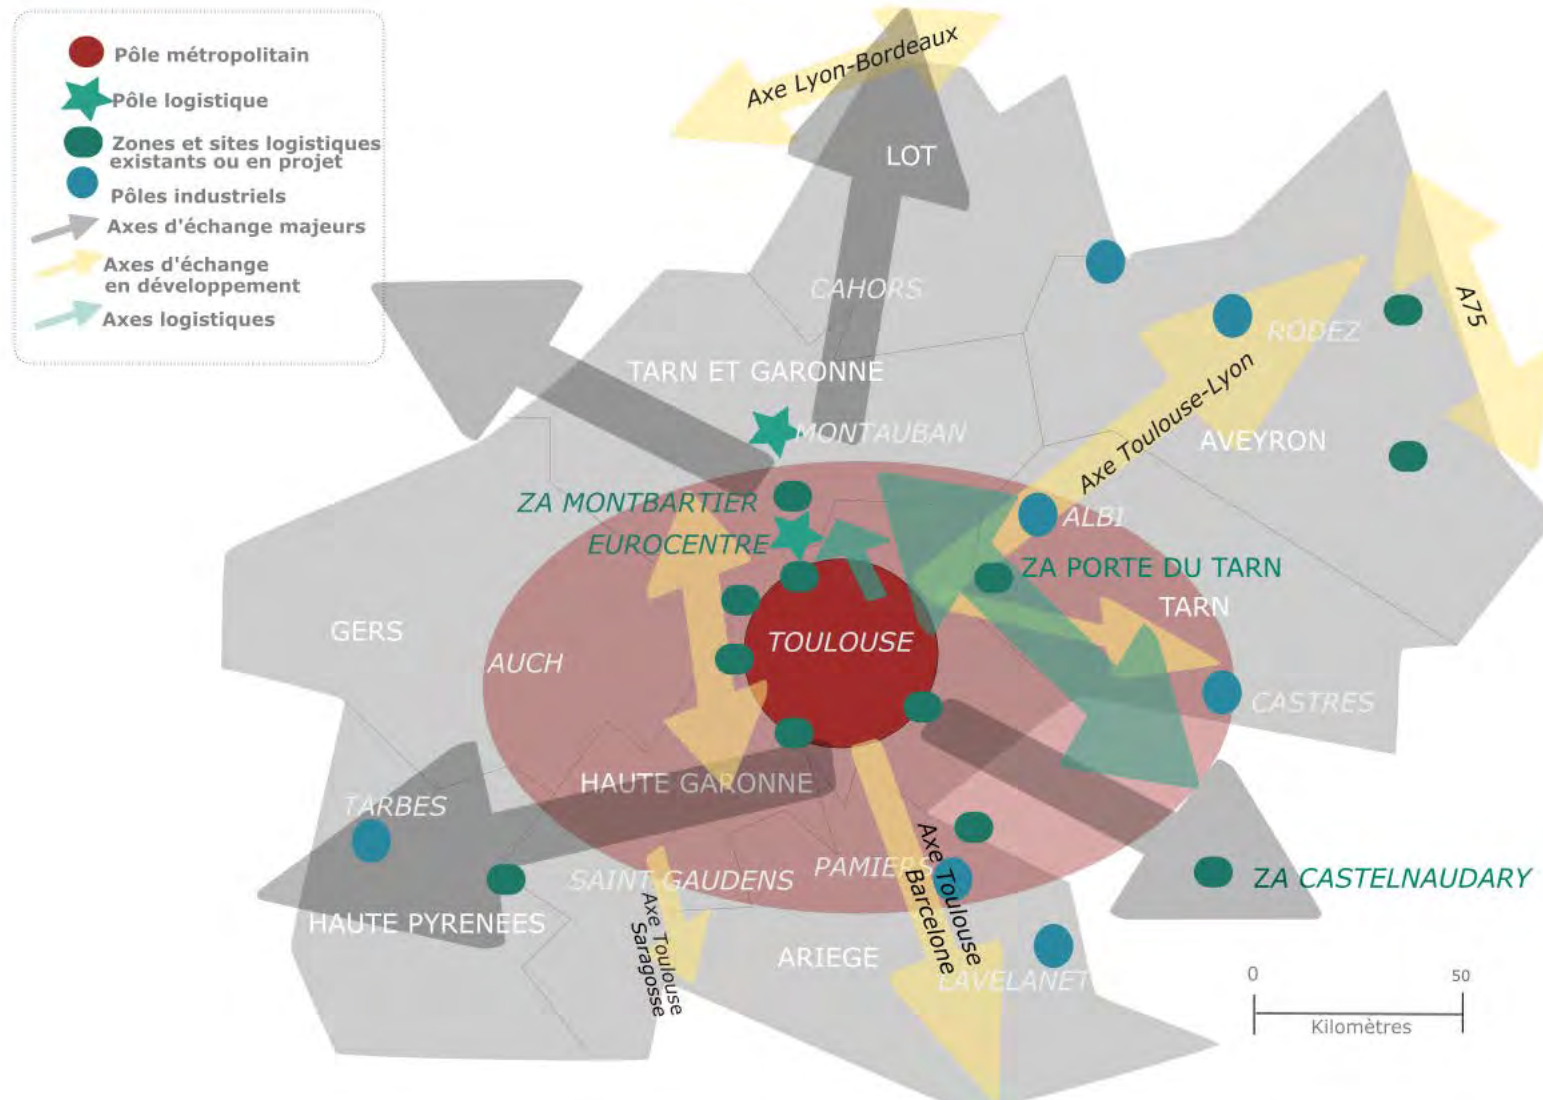 Pôle métropolitain
Pôle logistique
Zones et sites logistiques
existants ou en projet
Pôles industriels
Axes d'échange majeurs
Axes d'échange
en développement
Axes logistiques
Axe Lyon-Bordeaux
LOT
CAHORS
A75
RODEZ
TARN ET GARONNE
Axe Toulouse-Lyon
MONTAUBAN
AVEYRON
ZA MONTBARTIER
ALBI
EUROCENTRE
ZA PORTE DU TARN
TARN
GERS
TOULOUSE
AUCH
CASTRES
HAUTE GARONNE
TARBES
PAMIERS
SAINT-GAUDENS
Axe Toulouse
Barcelone
ZA CASTELNAUDARY
HAUTE PYRENEES
Axe Toulouse
Saragosse
ARIEGE
LAVELANET
0 50
Kilomètres